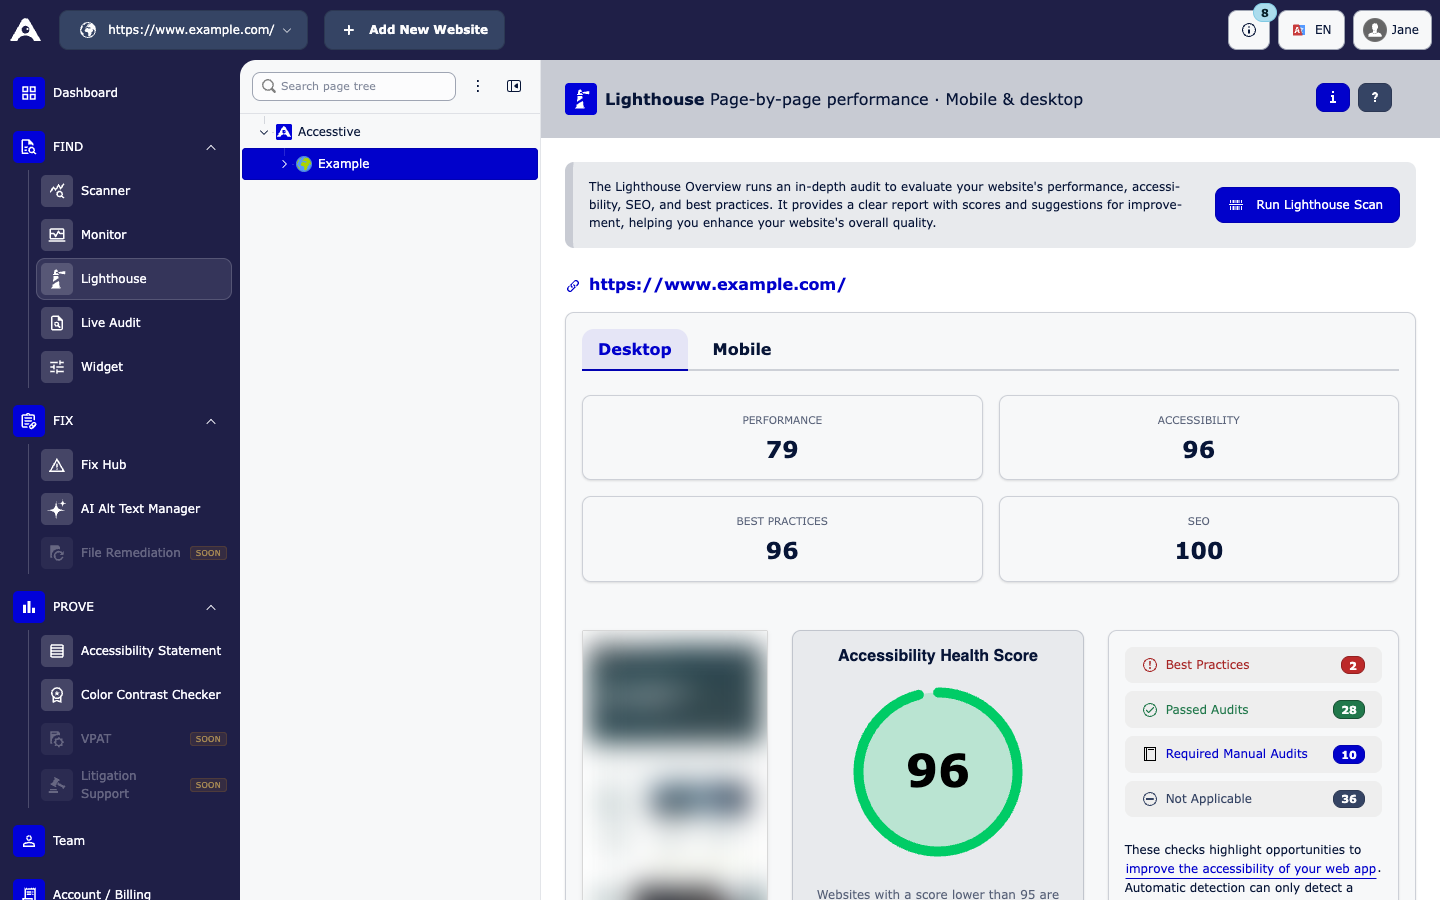 https://www.example.com/
+ Add New Website
8
EN
Jane
Dashboard
FIND
Scanner
Monitor
Lighthouse
Live Audit
Widget
FIX
Fix Hub
AI Alt Text Manager
File Remediation SOON
PROVE
Accessibility Statement
Color Contrast Checker
VPAT SOON
Litigation
Support SOON
Team
Account / Billing
Search page tree
Accesstive
Example
Lighthouse Page-by-page performance · Mobile & desktop
i ?
The Lighthouse Overview runs an in-depth audit to evaluate your website's performance, accessi-
bility, SEO, and best practices. It provides a clear report with scores and suggestions for improve-
ment, helping you enhance your website's overall quality.
Run Lighthouse Scan
https://www.example.com/
Desktop Mobile
PERFORMANCE
79
ACCESSIBILITY
96
BEST PRACTICES
96
SEO
100
Accessibility Health Score
96
Websites with a score lower than 95 are
Best Practices 2
Passed Audits 28
Required Manual Audits 10
Not Applicable 36
These checks highlight opportunities to
improve the accessibility of your web app.
Automatic detection can only detect a